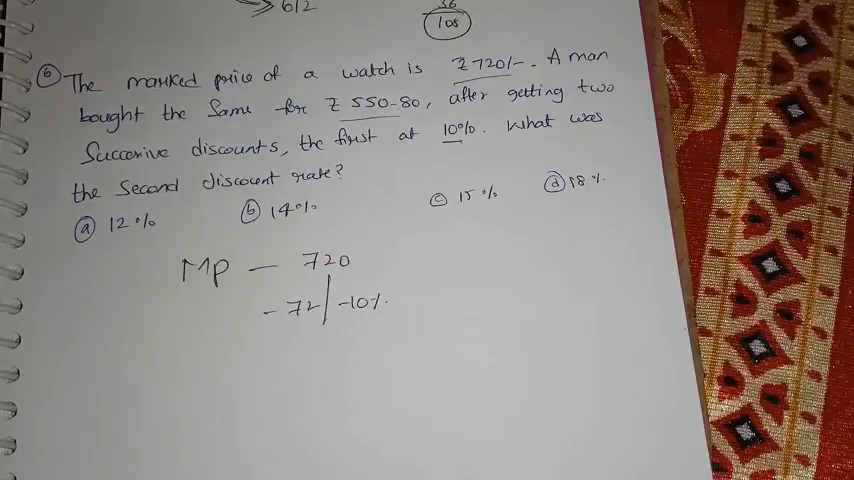 612
36
108
6 The marked price of a watch is ₹720/-. A man
bought the Same for ₹ 550-80, after getting two
Succesive discounts, the first at 10%. What was
the Second discount rate?
a 12% b 14% c 15% d 18%
MP — 720
- 72 | -10%